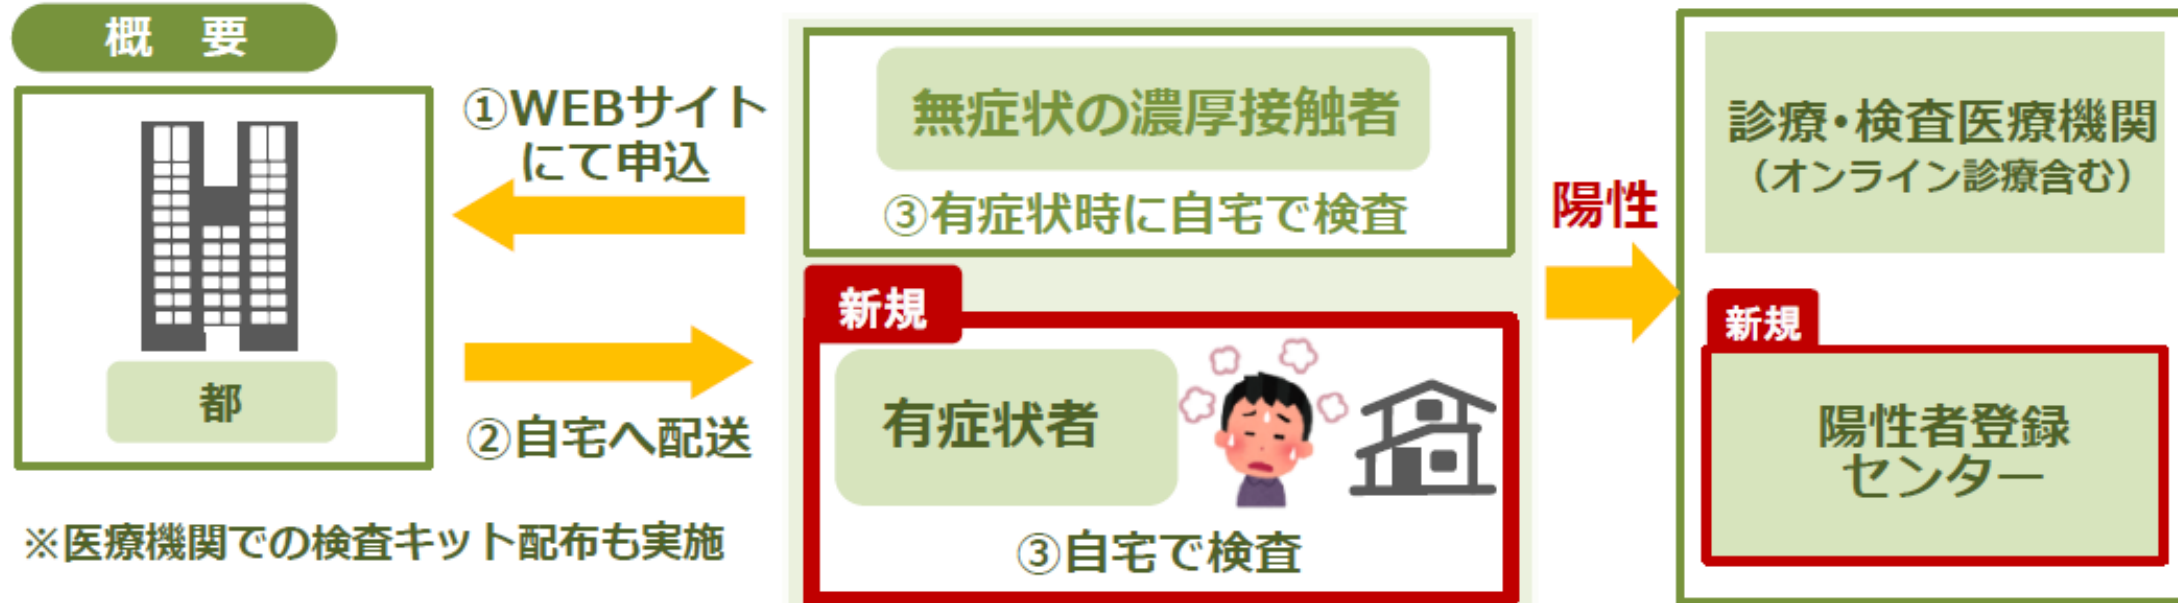 概 要
①WEBサイト
にて申込
都
②自宅へ配送
※医療機関での検査キット配布も実施
無症状の濃厚接触者
③有症状時に自宅で検査
新規
有症状者
③自宅で検査
陽性
診療・検査医療機関
（オンライン診療含む）
新規
陽性者登録
センター